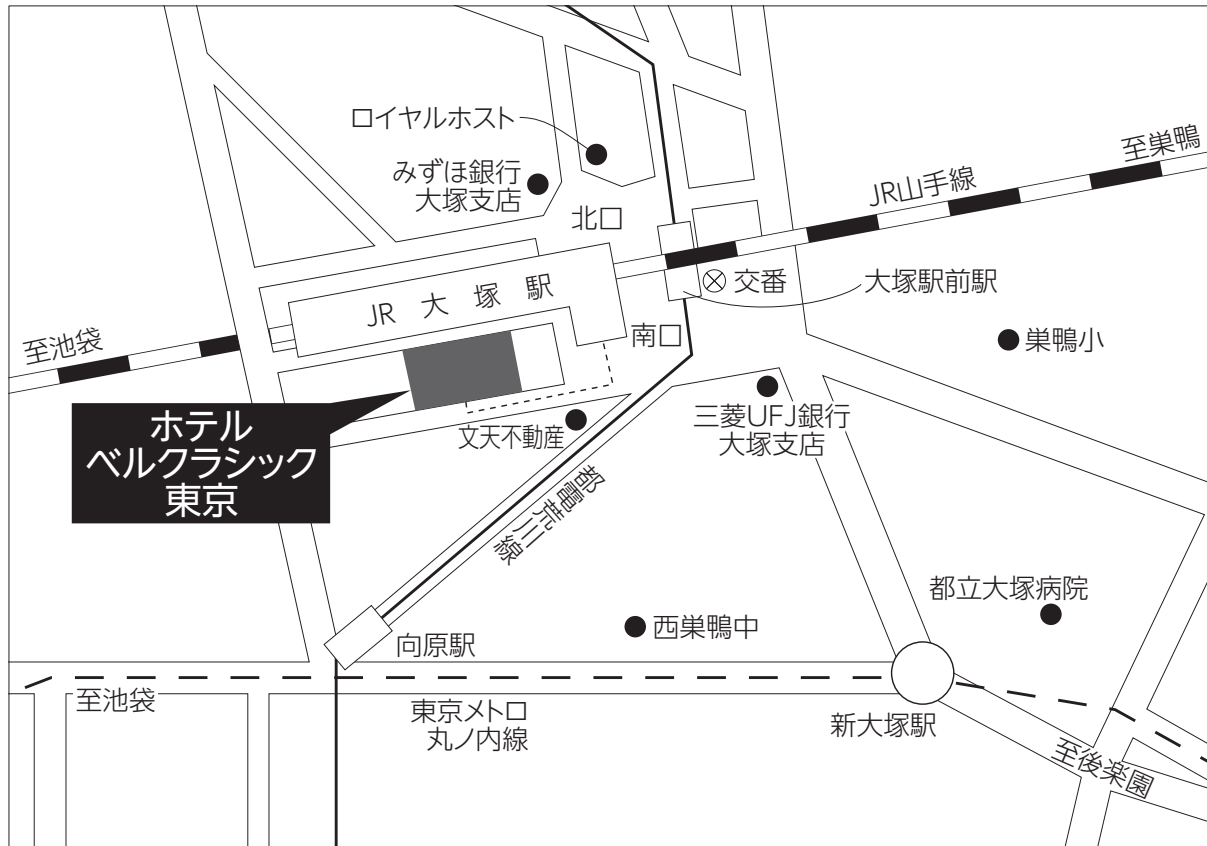 ロイヤルホスト
みずほ銀行
大塚支店
北口
至巣鴨
JR山手線
JR 大 塚 駅
交番
大塚駅前駅
南口
巣鴨小
至池袋
ホテル
ベルクラシック
東京
文天不動産
三菱UFJ銀行
大塚支店
都電荒川線
都立大塚病院
西巣鴨中
向原駅
至池袋
東京メトロ
丸ノ内線
新大塚駅
至後楽園